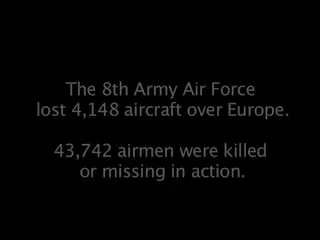 The 8th Army Air Force
lost 4,148 aircraft over Europe.
43,742 airmen were killed
or missing in action.